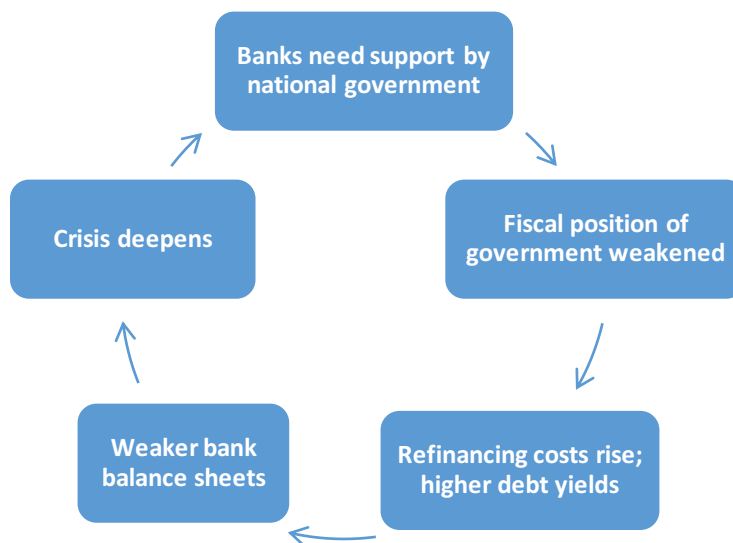 Banks need support by
national government
Fiscal position of
government weakened
Refinancing costs rise;
higher debt yields
Weaker bank
balance sheets
Crisis deepens